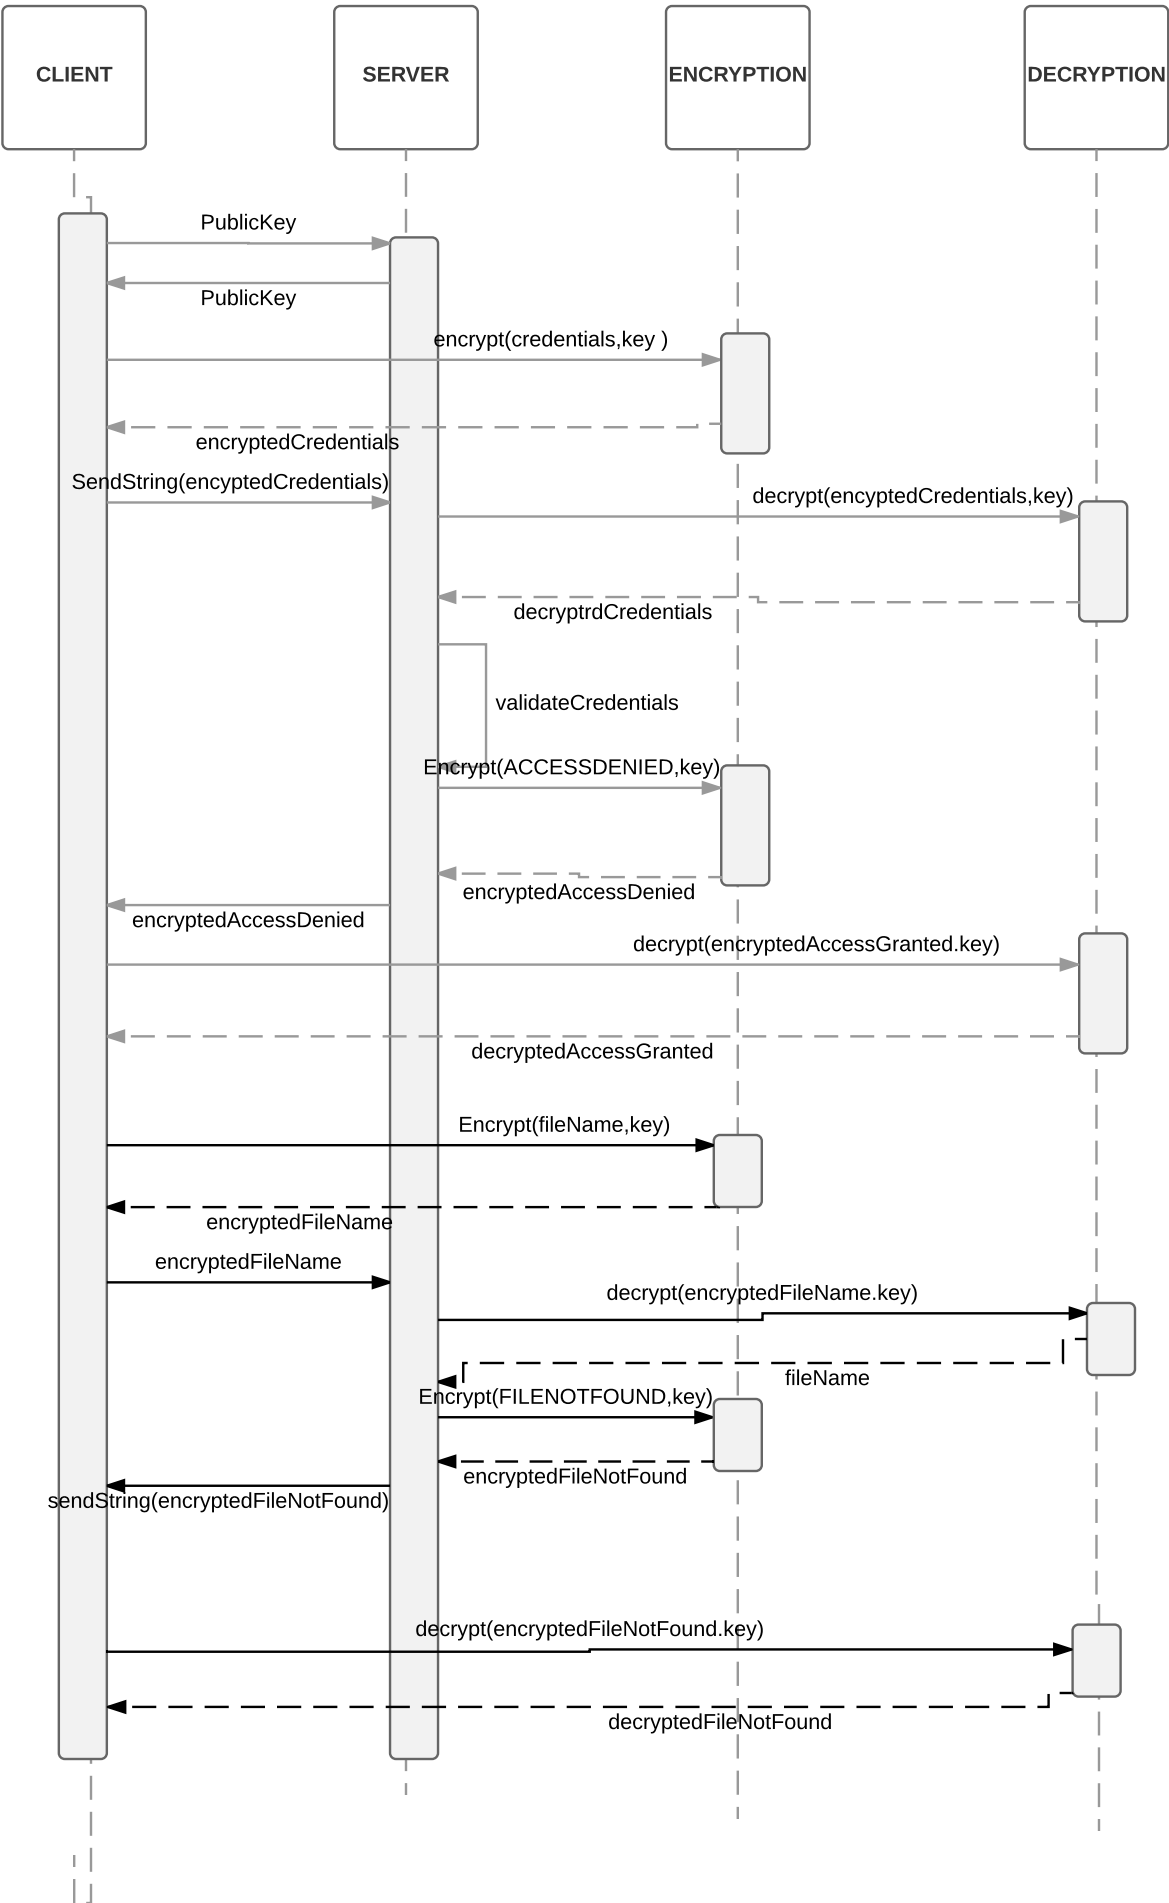 CLIENT
SERVER
ENCRYPTION
DECRYPTION
PublicKey
PublicKey
encrypt(credentials,key )
encryptedCredentials
SendString(encyptedCredentials)
decrypt(encyptedCredentials,key)
decryptrdCredentials
validateCredentials
Encrypt(ACCESSDENIED,key)
encryptedAccessDenied
encryptedAccessDenied
decrypt(encryptedAccessGranted.key)
decryptedAccessGranted
Encrypt(fileName,key)
encryptedFileName
encryptedFileName
decrypt(encryptedFileName.key)
fileName
Encrypt(FILENOTFOUND,key)
encryptedFileNotFound
sendString(encryptedFileNotFound)
decrypt(encryptedFileNotFound.key)
decryptedFileNotFound